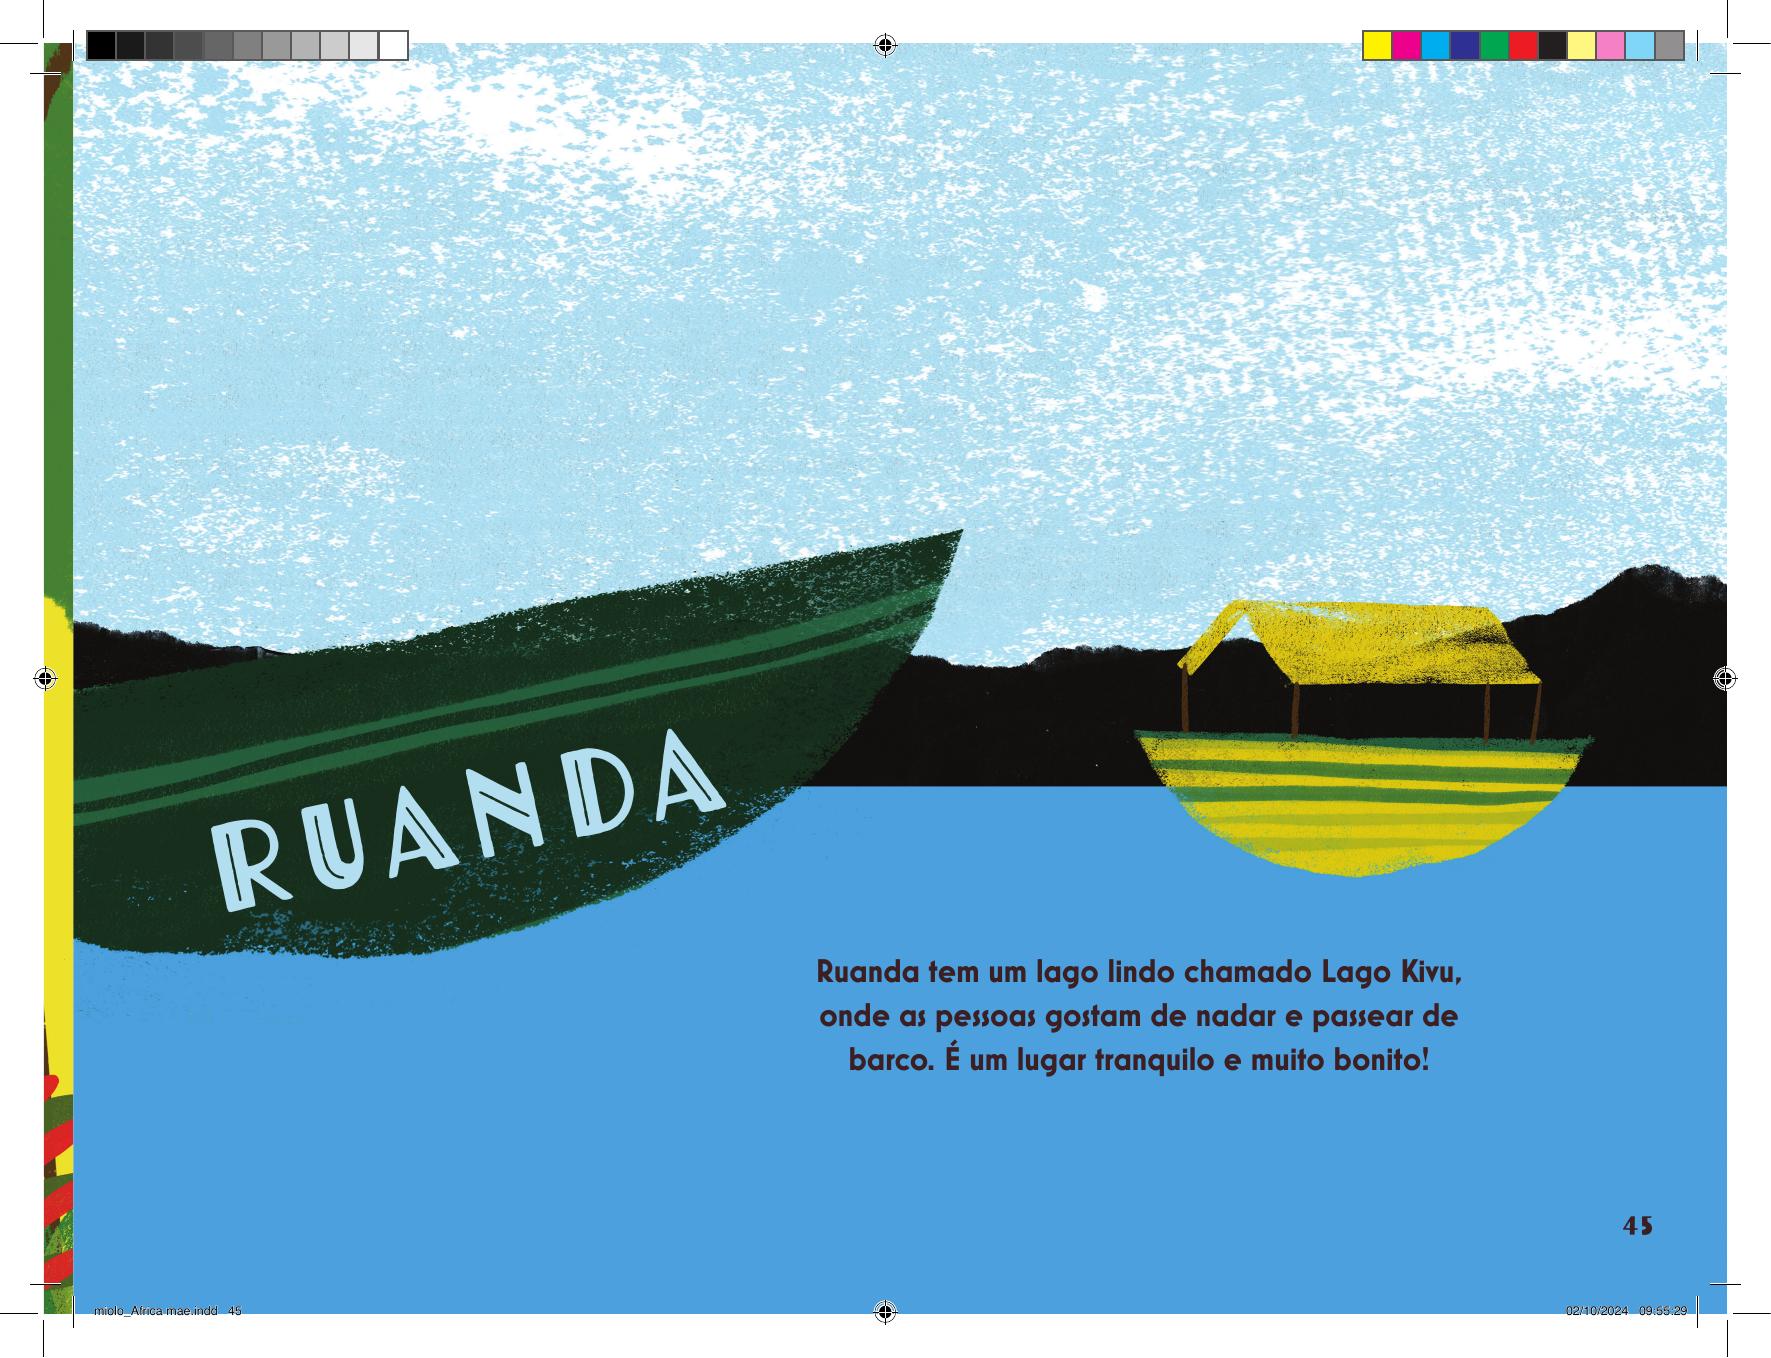 RUANDA
Ruanda tem um lago lindo chamado Lago Kivu,
onde as pessoas gostam de nadar e passear de
barco. É um lugar tranquilo e muito bonito!
45
miolo_Africa mae.indd   45
02/10/2024   09:55:29